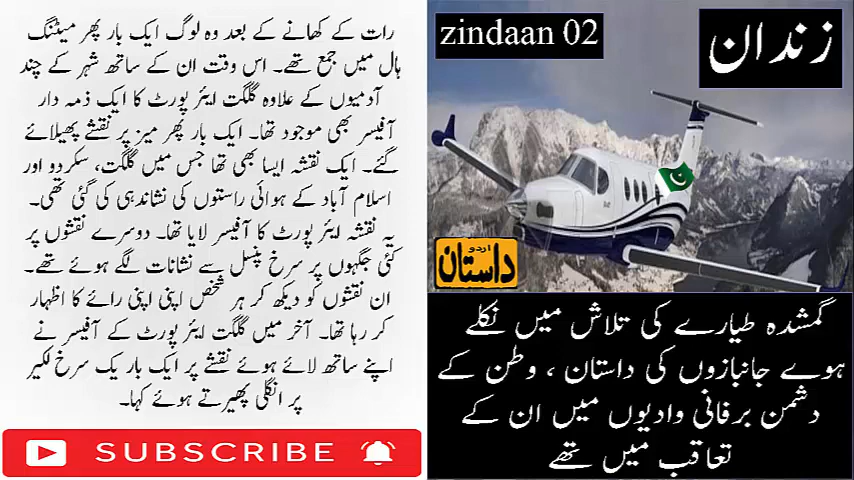 رات کے کھانے کے بعد وہ لوگ ایک بار پھر میٹنگ
ہال میں جمع تھے۔ اس وقت ان کے ساتھ شہر کے چند
آدمیوں کے علاوہ گلگت ایئر پورٹ کا ایک ذمہ دار
آفیسر بھی موجود تھا۔ ایک بار پھر میز پر نقشے پھیلائے
گئے۔ ایک نقشہ ایسا بھی تھا جس میں گلگت، سکردو اور
اسلام آباد کے ہوائی راستوں کی نشاندہی کی گئی تھی۔
یہ نقشہ ایئر پورٹ کا آفیسر لایا تھا۔ دوسرے نقشوں پر
کئی جگہوں پر سرخ پنسل سے نشانات لگے ہوئے تھے۔
ان نقشوں کو دیکھ کر ہر شخص اپنی اپنی رائے کا اظہار
کر رہا تھا۔ آخر میں گلگت ایئر پورٹ کے آفیسر نے
اپنے ساتھ لائے ہوئے نقشے پر ایک باریک سرخ لکیر
پر انگلی پھیرتے ہوئے کہا۔
SUBSCRIBE
zindaan 02
زندان
اردو
داستان
گمشدہ طیارے کی تلاش میں نکلے
ہوے جانبازوں کی داستان ، وطن کے
دشمن برفانی وادیوں میں ان کے
تعاقب میں تھے